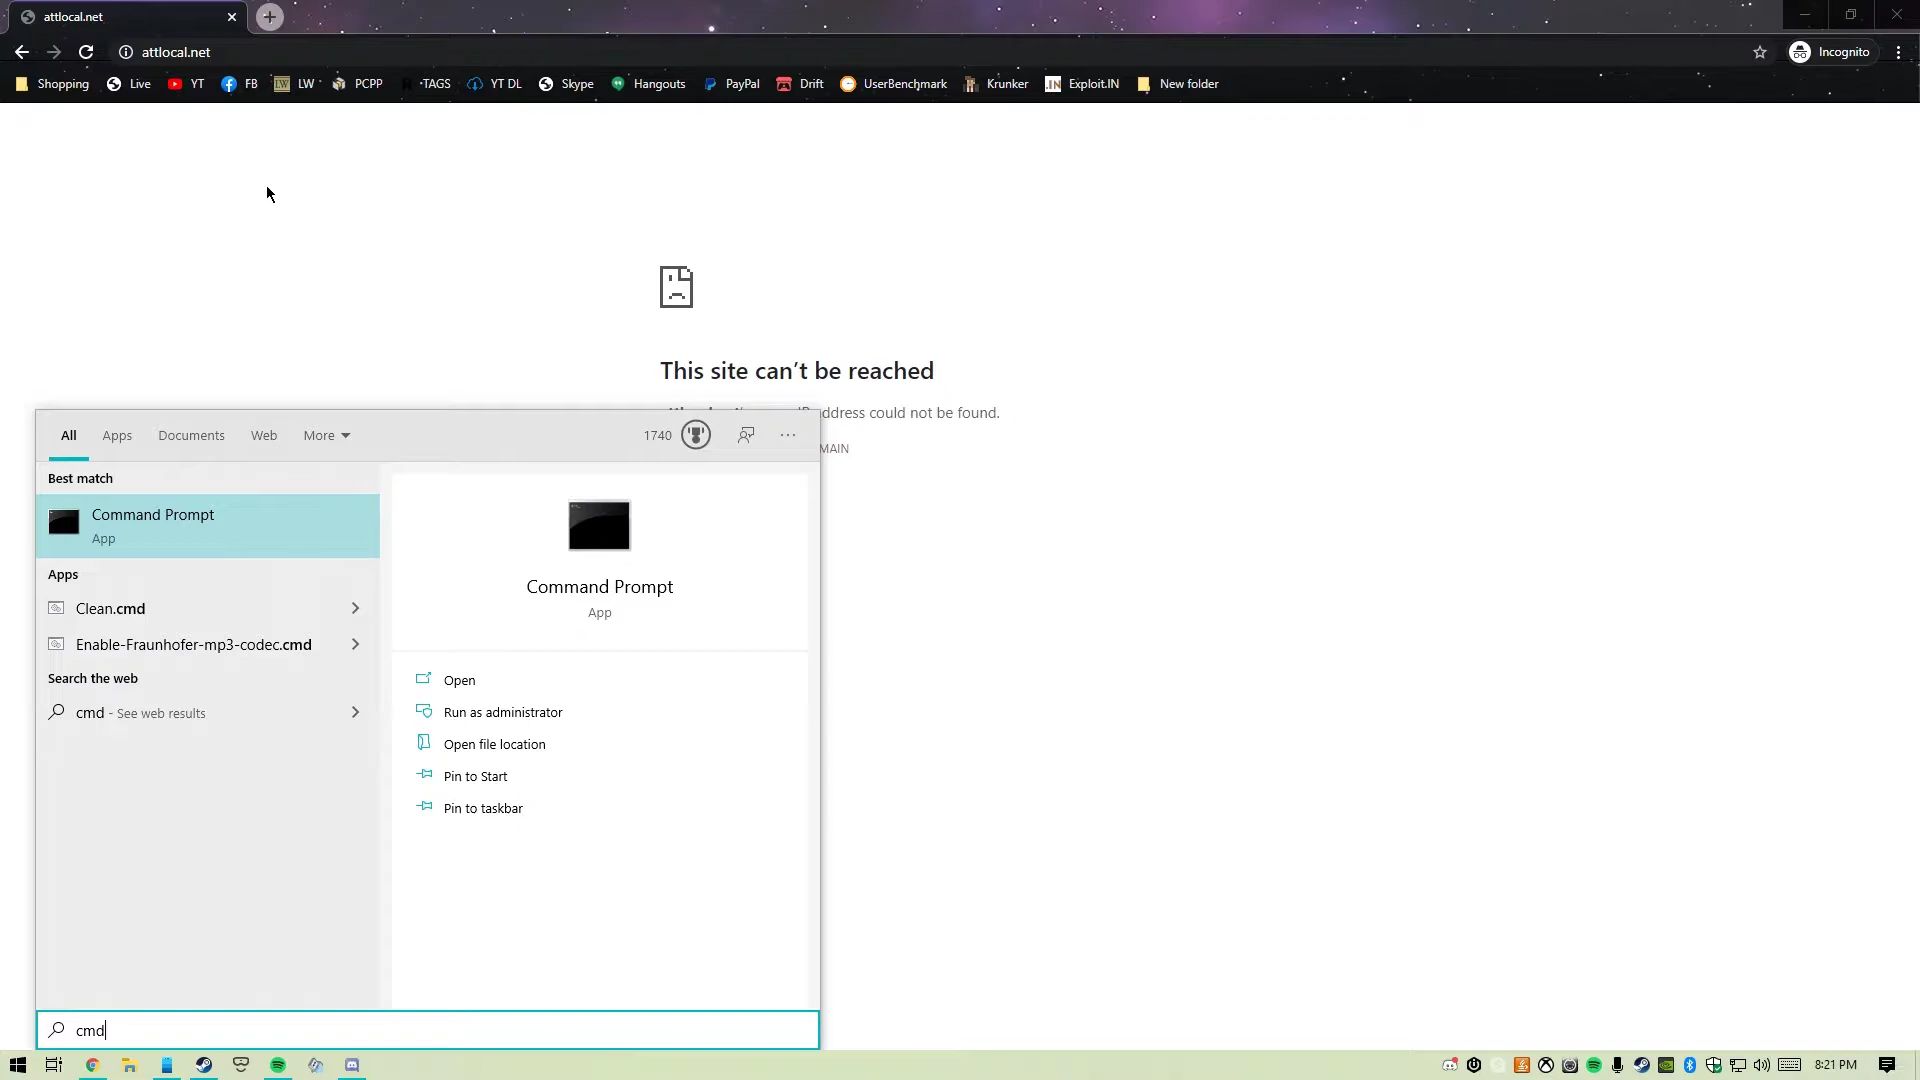 attlocal.net
attlocal.net
Incognito
Shopping Live YT FB LW PCPP TAGS YT DL Skype Hangouts PayPal Drift UserBenchmark Krunker .IN Exploit.IN New folder
This site can’t be reached
address could not be found.
MAIN
All Apps Documents Web More 1740 ...
Best match
Command Prompt
App
Apps
Clean.cmd
Enable-Fraunhofer-mp3-codec.cmd
Search the web
cmd - See web results
Command Prompt
App
Open
Run as administrator
Open file location
Pin to Start
Pin to taskbar
cmd
8:21 PM